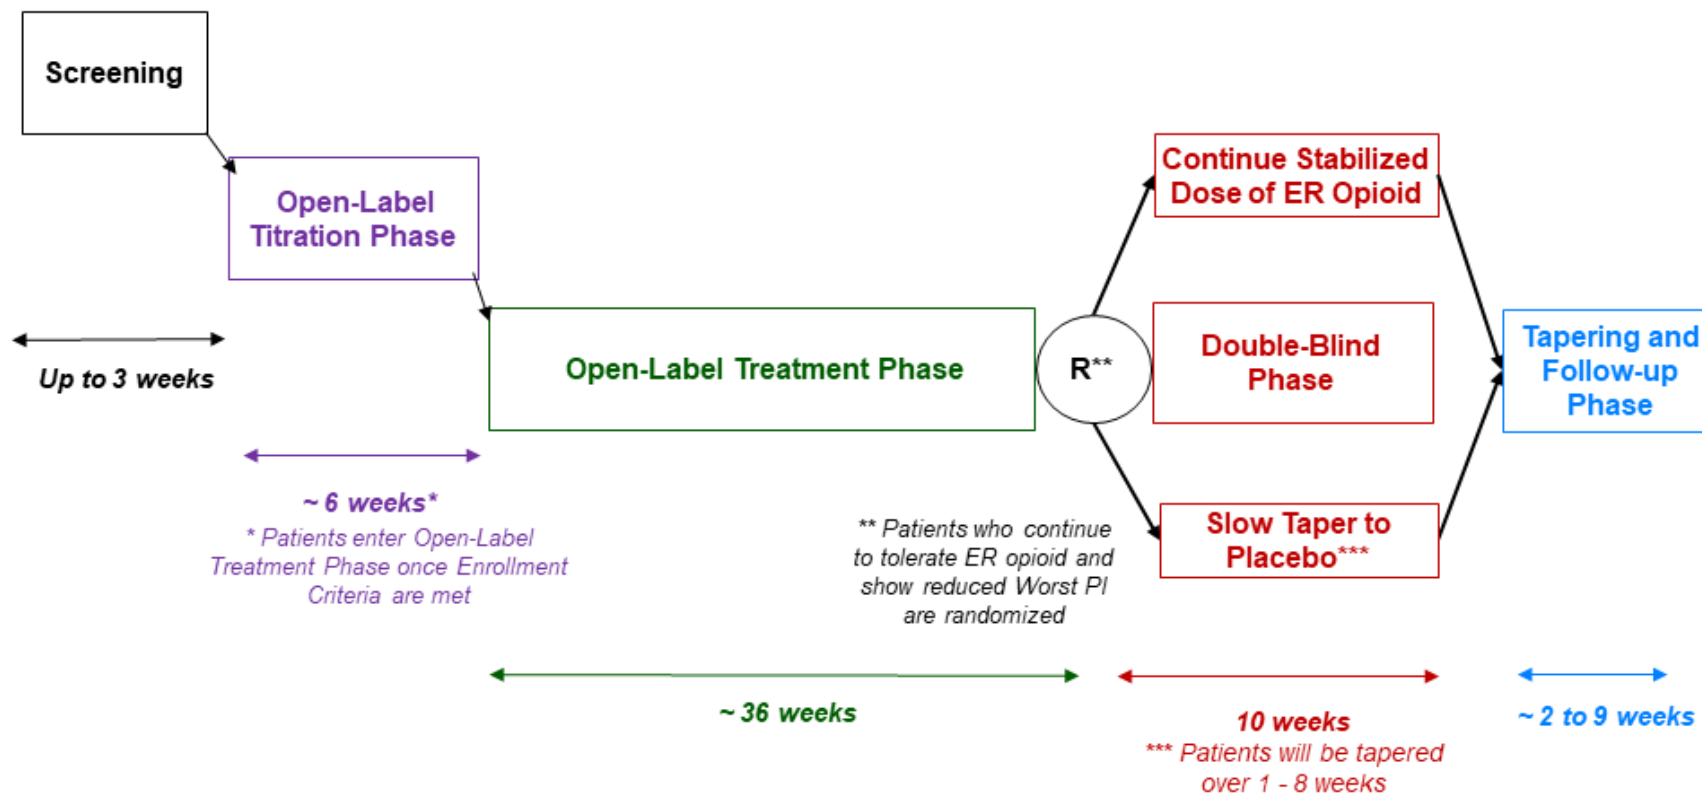 Screening
Open-Label
Titration Phase
Up to 3 weeks
~ 6 weeks*
* Patients enter Open-Label
Treatment Phase once Enrollment
Criteria are met
Open-Label Treatment Phase
~ 36 weeks
R**
** Patients who continue
to tolerate ER opioid and
show reduced Worst PI
are randomized
Continue Stabilized
Dose of ER Opioid
Double-Blind
Phase
Slow Taper to
Placebo***
10 weeks
*** Patients will be tapered
over 1 - 8 weeks
Tapering and
Follow-up
Phase
~ 2 to 9 weeks